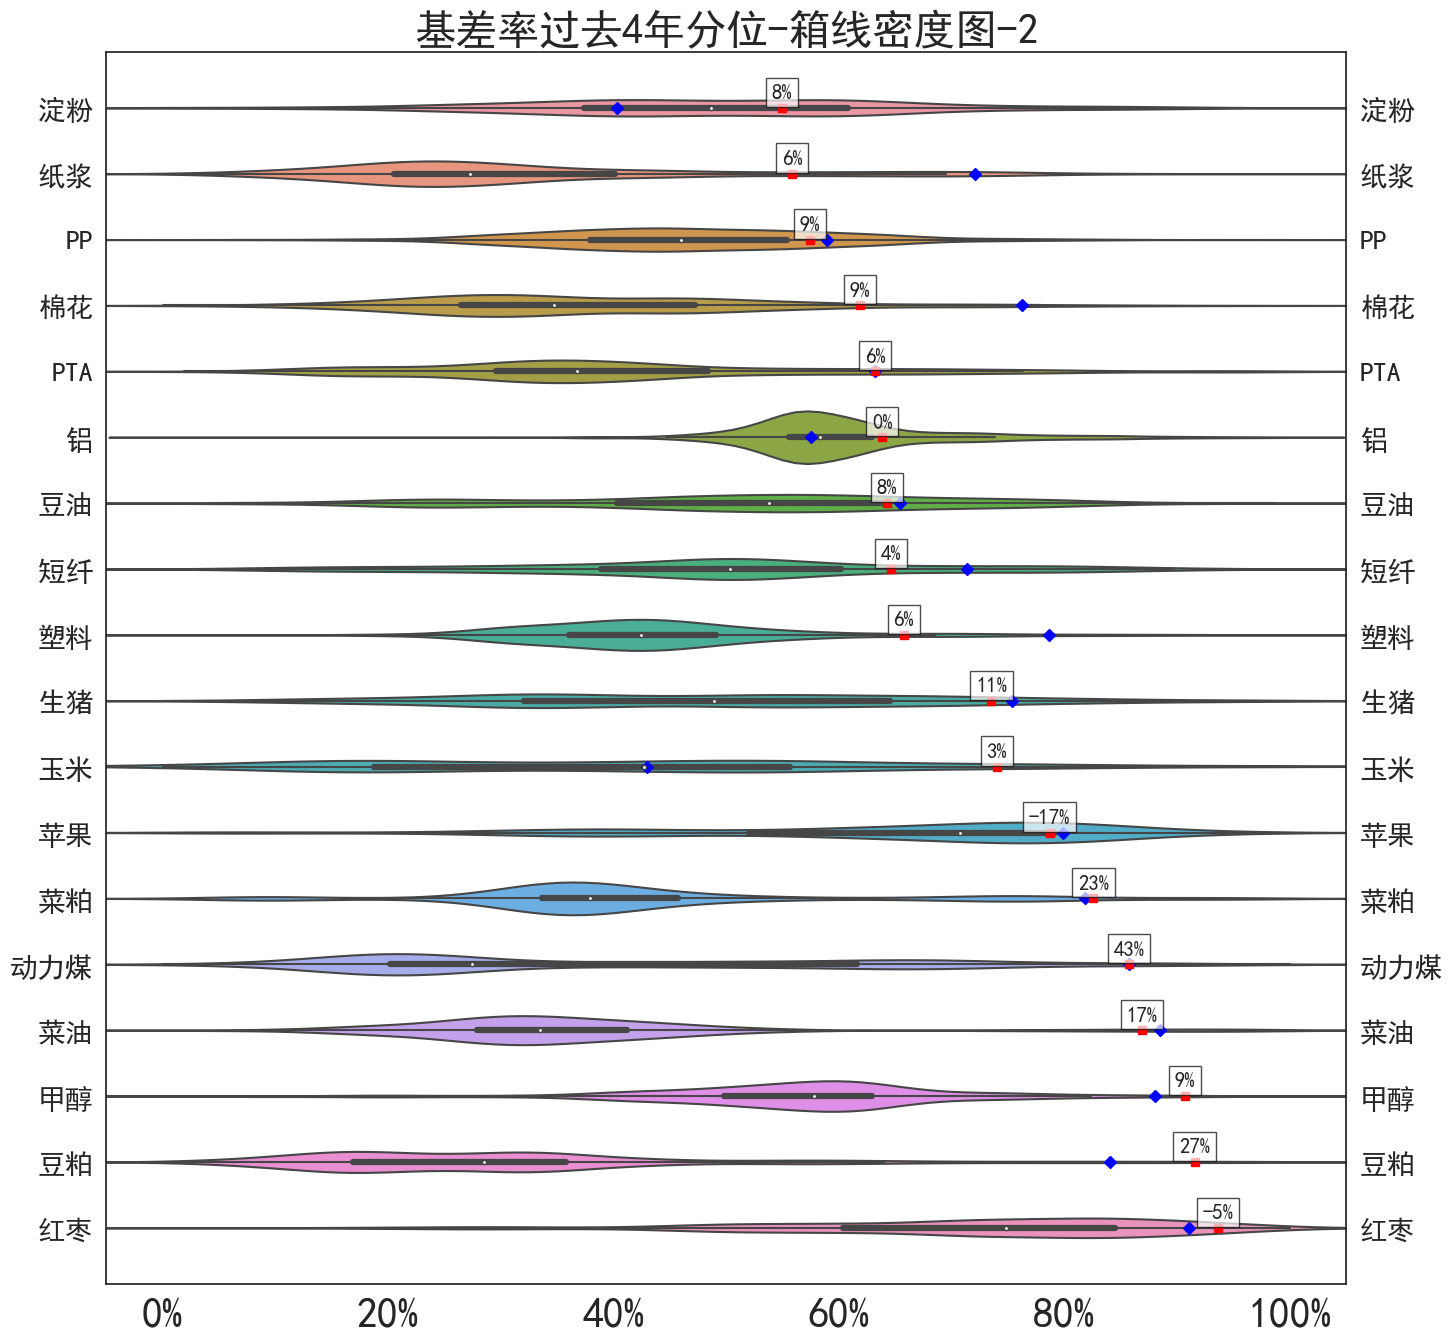 基差率过去4年分位-箱线密度图-2
淀粉 8% 淀粉
纸浆 6% 纸浆
PP 9% PP
棉花 9% 棉花
PTA 6% PTA
铝 0% 铝
豆油 8% 豆油
短纤 4% 短纤
塑料 6% 塑料
生猪 11% 生猪
玉米 3% 玉米
苹果 -17% 苹果
菜粕 23% 菜粕
动力煤 43% 动力煤
菜油 17% 菜油
甲醇 9% 甲醇
豆粕 27% 豆粕
红枣 -5% 红枣
0% 20% 40% 60% 80% 100%